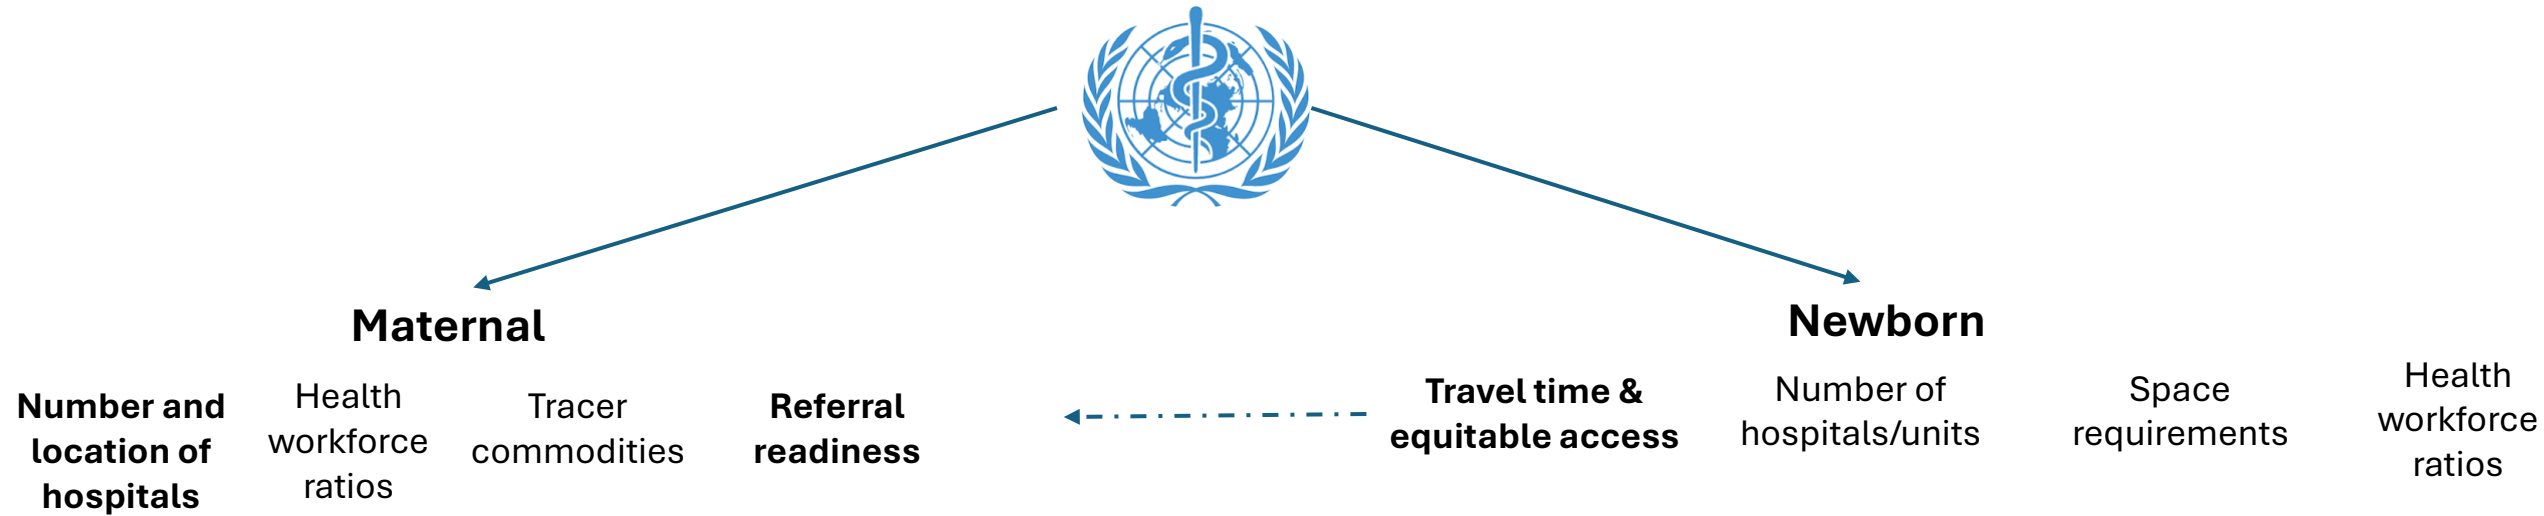 Maternal
Newborn
Number and
location of
hospitals
Health
workforce
ratios
Tracer
commodities
Referral
readiness
Travel time &
equitable access
Number of
hospitals/units
Space
requirements
Health
workforce
ratios